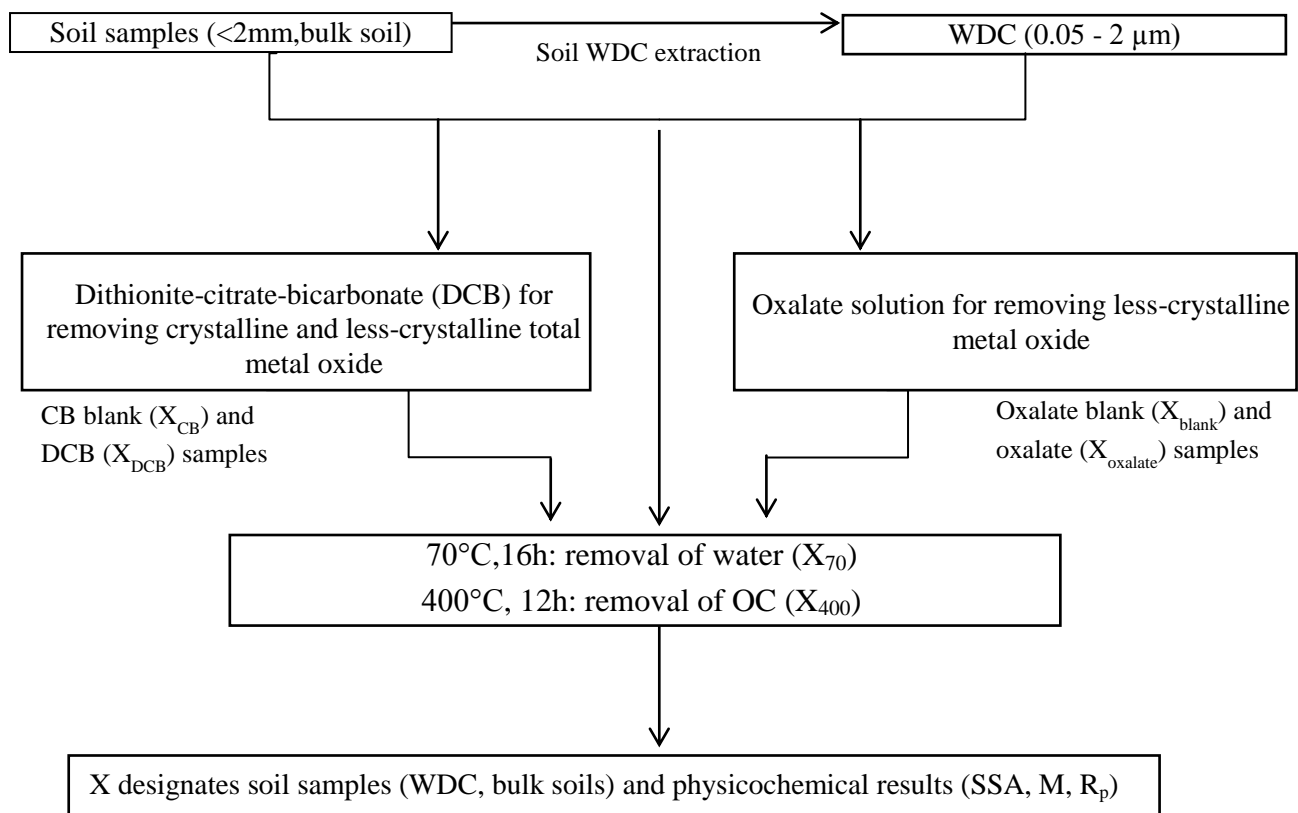 Soil samples (<2mm,bulk soil)
WDC (0.05 - 2 µm)
Soil WDC extraction
Dithionite-citrate-bicarbonate (DCB) for
removing crystalline and less-crystalline total
metal oxide
Oxalate solution for removing less-crystalline
metal oxide
CB blank (X_CB) and
DCB (X_DCB) samples
Oxalate blank (X_blank) and
oxalate (X_oxalate) samples
70°C,16h: removal of water (X_70)
400°C, 12h: removal of OC (X_400)
X designates soil samples (WDC, bulk soils) and physicochemical results (SSA, M, R_p)